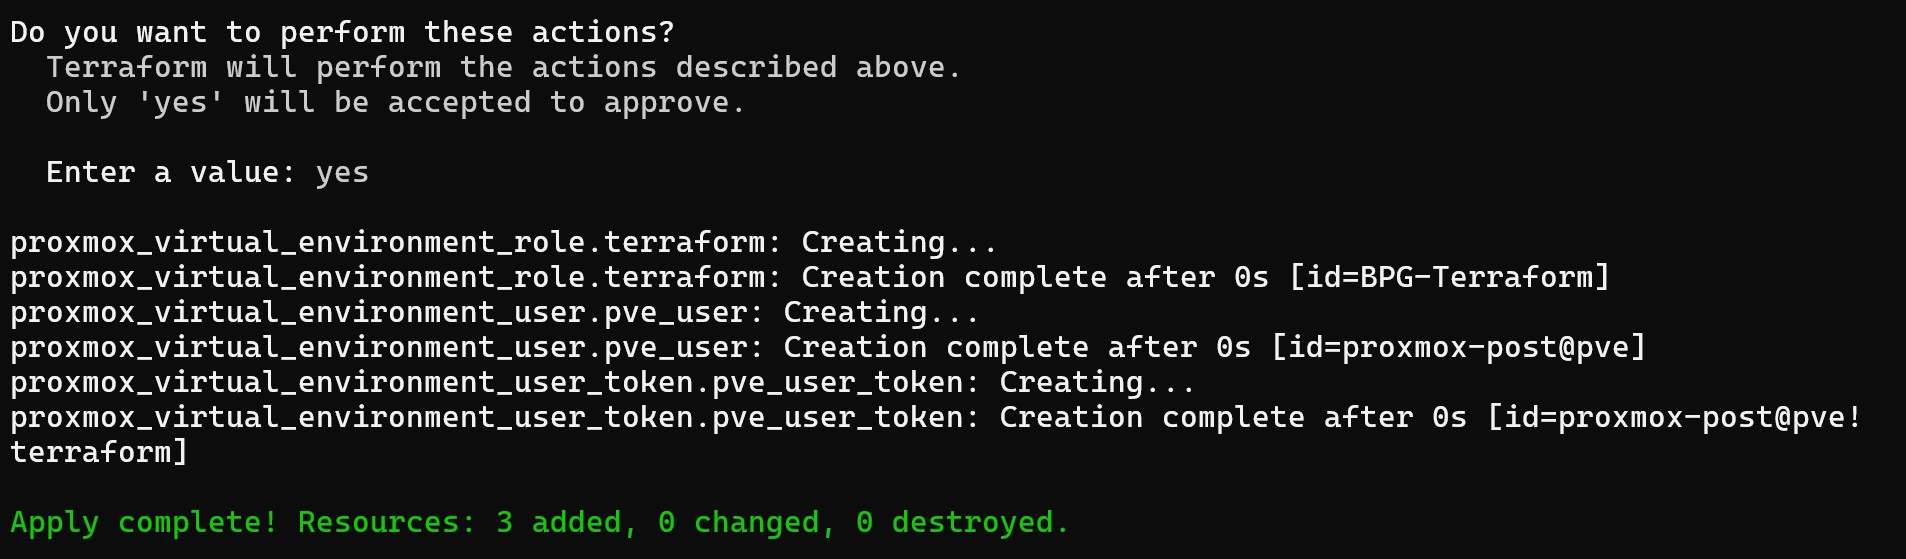 Do you want to perform these actions?
Terraform will perform the actions described above.
Only 'yes' will be accepted to approve.
Enter a value: yes
proxmox_virtual_environment_role.terraform: Creating...
proxmox_virtual_environment_role.terraform: Creation complete after 0s [id=BPG-Terraform]
proxmox_virtual_environment_user.pve_user: Creating...
proxmox_virtual_environment_user.pve_user: Creation complete after 0s [id=proxmox-post@pve]
proxmox_virtual_environment_user_token.pve_user_token: Creating...
proxmox_virtual_environment_user_token.pve_user_token: Creation complete after 0s [id=proxmox-post@pve!
terraform]
Apply complete! Resources: 3 added, 0 changed, 0 destroyed.